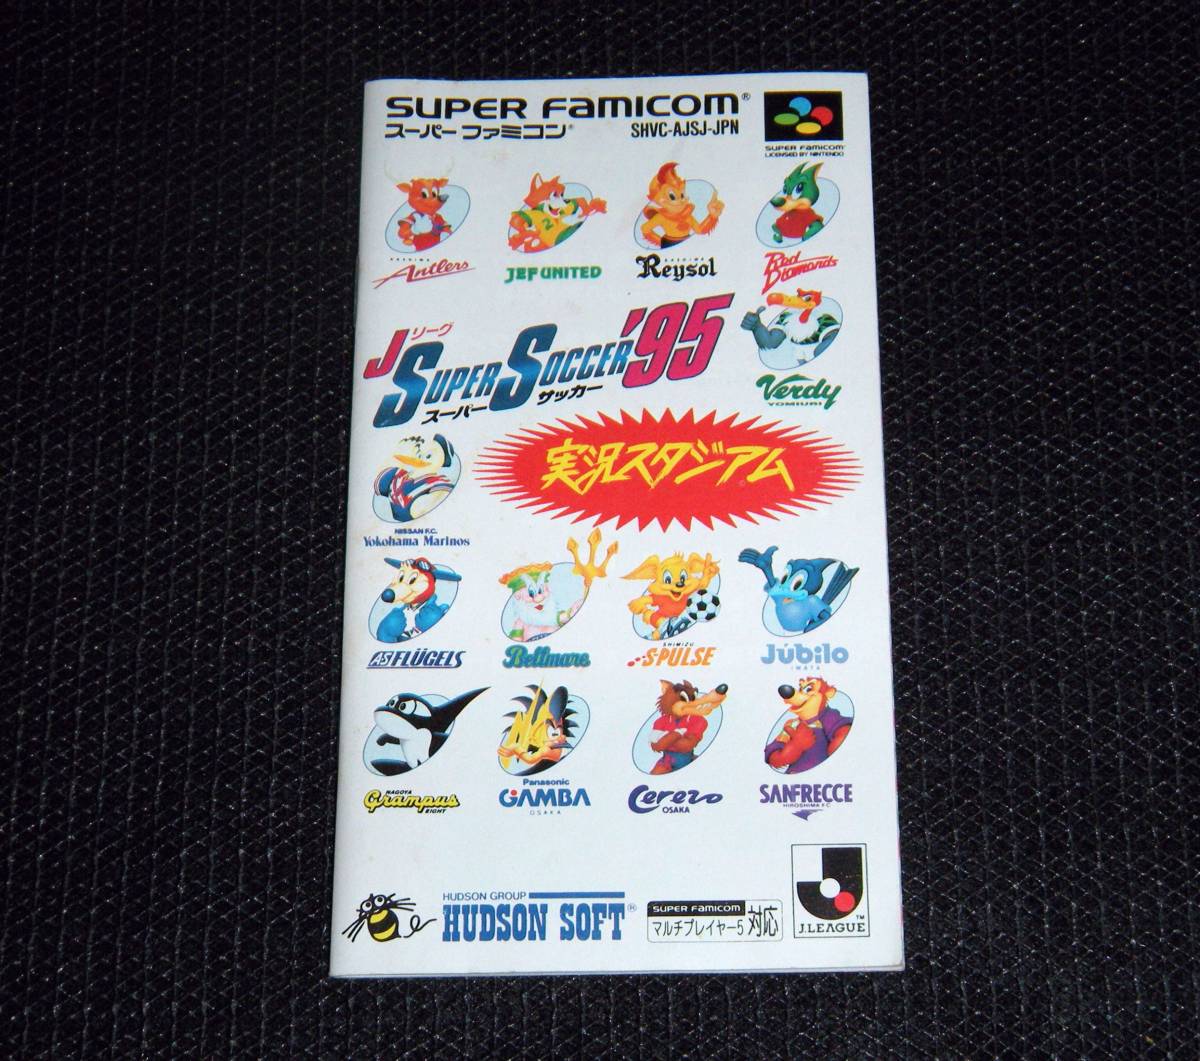 SUPER FAMICOM®
スーパーファミコン®
SHVC-AJSJ-JPN
SUPER FAMICOM
LICENSED BY NINTENDO
KASHIMA
Antlers
JEF UNITED
KASHIWA
Reysol
Red Diamonds
Jリーグ
SUPER SOCCER '95
スーパー サッカー
Verdy
YOMIURI
実況スタジアム
NISSAN F.C.
Yokohama Marinos
AS FLÜGELS
Bellmare
SHIMIZU
S-PULSE
Júbilo
IWATA
NAGOYA
Grampus
EIGHT
Panasonic
GAMBA
OSAKA
Cerezo
OSAKA
SANFRECCE
HIROSHIMA F.C
HUDSON GROUP
HUDSON SOFT®
SUPER FAMICOM
マルチプレイヤー5 対応
J.LEAGUE™